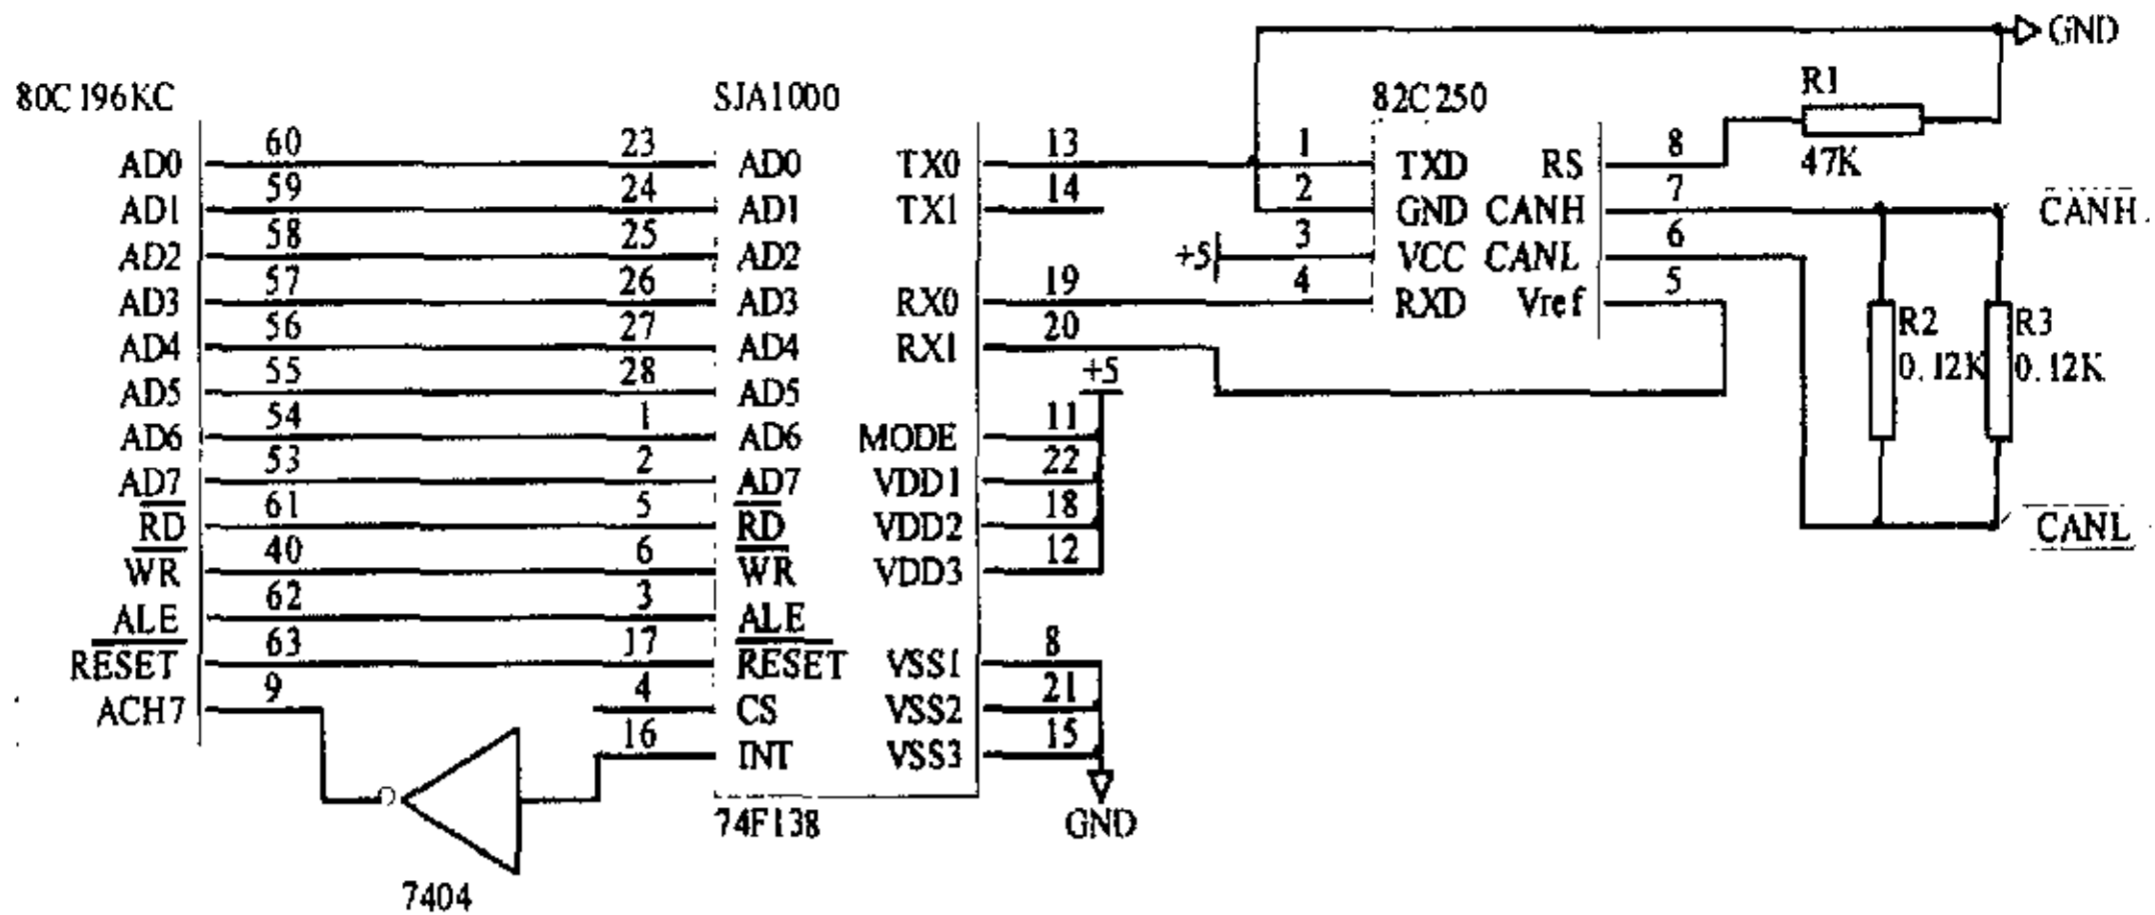 GND
80C196KC SJA1000 82C250 R1
AD0 60 23 AD0 TX0 13 1 TXD RS 8 47K
AD1 59 24 AD1 TX1 14 2 GND CANH 7 CANH
AD2 58 25 AD2 +5 3 VCC CANL 6
AD3 57 26 AD3 RX0 19 4 RXD Vref 5
AD4 56 27 AD4 RX1 20 R2 R3
AD5 55 28 AD5 +5 0.12K 0.12K
AD6 54 1 AD6 MODE 11
AD7 53 2 AD7 VDD1 22
RD 61 5 RD VDD2 18 CANL
WR 40 6 WR VDD3 12
ALE 62 3 ALE
RESET 63 17 RESET VSS1 8
ACH7 9 4 CS VSS2 21
16 INT VSS3 15
74F138 GND
7404